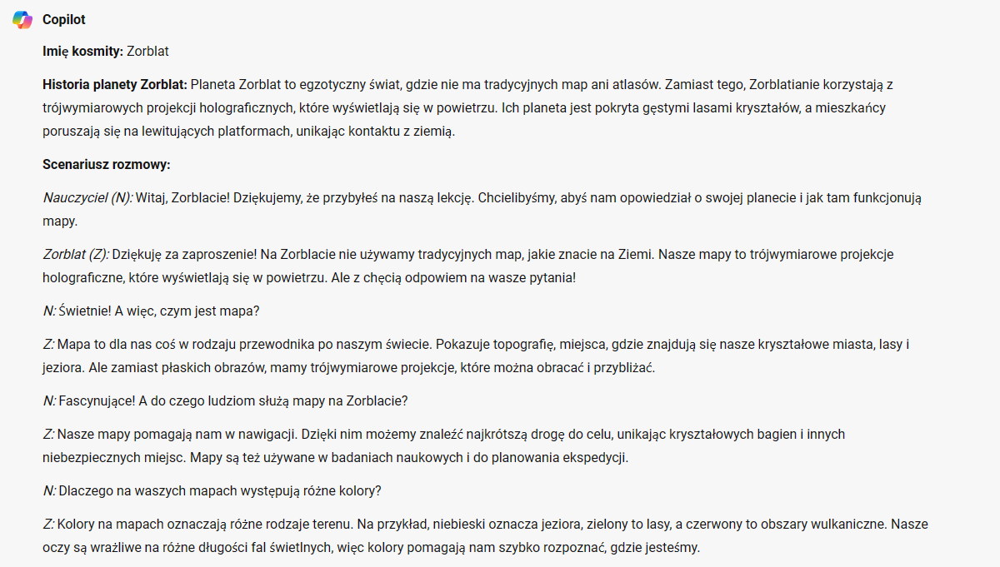 Copilot
Imię kosmity: Zorblat
Historia planety Zorblat: Planeta Zorblat to egzotyczny świat, gdzie nie ma tradycyjnych map ani atlasów. Zamiast tego, Zorblatianie korzystają z
trójwymiarowych projekcji holograficznych, które wyświetlają się w powietrzu. Ich planeta jest pokryta gęstymi lasami kryształów, a mieszkańcy
poruszają się na lewitujących platformach, unikając kontaktu z ziemią.
Scenariusz rozmowy:
Nauczyciel (N): Witaj, Zorblacie! Dziękujemy, że przybyłeś na naszą lekcję. Chcielibyśmy, abyś nam opowiedział o swojej planecie i jak tam funkcjonują
mapy.
Zorblat (Z): Dziękuję za zaproszenie! Na Zorblacie nie używamy tradycyjnych map, jakie znacie na Ziemi. Nasze mapy to trójwymiarowe projekcje
holograficzne, które wyświetlają się w powietrzu. Ale z chęcią odpowiem na wasze pytania!
N: Świetnie! A więc, czym jest mapa?
Z: Mapa to dla nas coś w rodzaju przewodnika po naszym świecie. Pokazuje topografię, miejsca, gdzie znajdują się nasze kryształowe miasta, lasy i
jeziora. Ale zamiast płaskich obrazów, mamy trójwymiarowe projekcje, które można obracać i przybliżać.
N: Fascynujące! A do czego ludziom służą mapy na Zorblacie?
Z: Nasze mapy pomagają nam w nawigacji. Dzięki nim możemy znaleźć najkrótszą drogę do celu, unikając kryształowych bagien i innych
niebezpiecznych miejsc. Mapy są też używane w badaniach naukowych i do planowania ekspedycji.
N: Dlaczego na waszych mapach występują różne kolory?
Z: Kolory na mapach oznaczają różne rodzaje terenu. Na przykład, niebieski oznacza jeziora, zielony to lasy, a czerwony to obszary wulkaniczne. Nasze
oczy są wrażliwe na różne długości fal świetlnych, więc kolory pomagają nam szybko rozpoznać, gdzie jesteśmy.